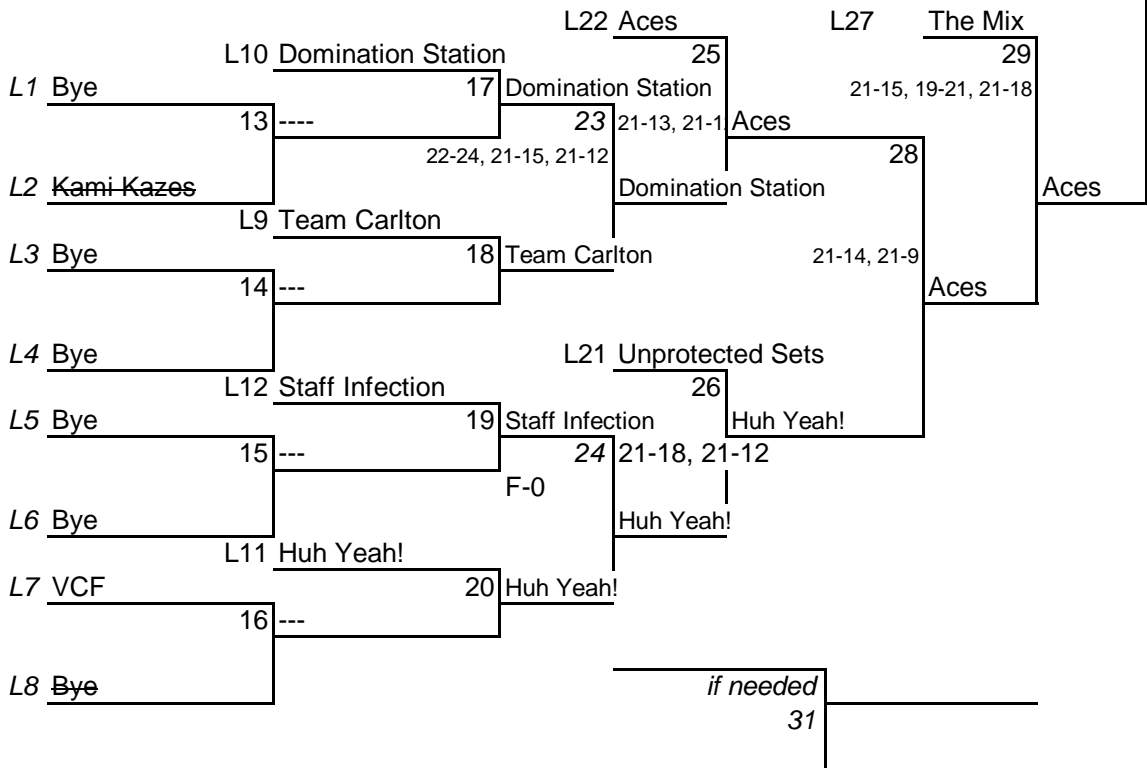 L22 Aces L27 The Mix
L10 Domination Station 25 29
L1 Bye 17 Domination Station 21-15, 19-21, 21-18
13 ---- 23 21-13, 21-1 Aces
22-24, 21-15, 21-12 28
L2 Kami Kazes Domination Station Aces
L9 Team Carlton
L3 Bye 18 Team Carlton 21-14, 21-9
14 --- Aces
L4 Bye L21 Unprotected Sets
L12 Staff Infection 26
L5 Bye 19 Staff Infection Huh Yeah!
15 --- 24 21-18, 21-12
F-0
L6 Bye Huh Yeah!
L11 Huh Yeah!
L7 VCF 20 Huh Yeah!
16 ---
L8 Bye if needed
31